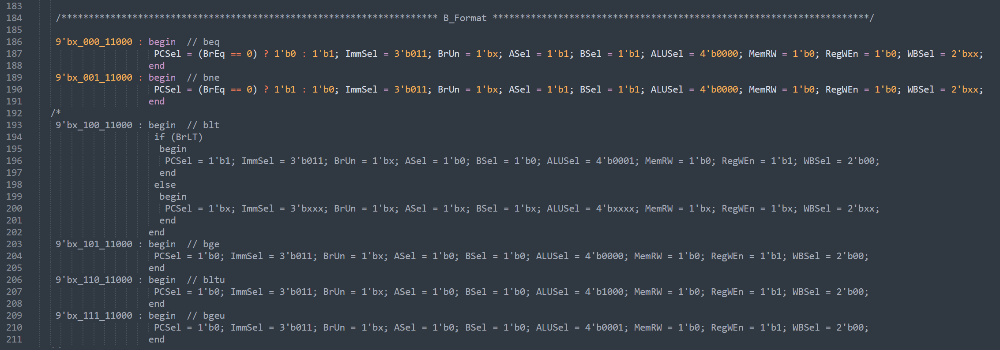 183
184 /********************************************************************* B_Format *********************************************************************/
185
186 9'bx_000_11000 : begin // beq
187 PCSel = (BrEq == 0) ? 1'b0 : 1'b1; ImmSel = 3'b011; BrUn = 1'bx; ASel = 1'b1; BSel = 1'b1; ALUSel = 4'b0000; MemRW = 1'b0; RegWEn = 1'b0; WBSel = 2'bxx;
188 end
189 9'bx_001_11000 : begin // bne
190 PCSel = (BrEq == 0) ? 1'b1 : 1'b0; ImmSel = 3'b011; BrUn = 1'bx; ASel = 1'b1; BSel = 1'b1; ALUSel = 4'b0000; MemRW = 1'b0; RegWEn = 1'b0; WBSel = 2'bxx;
191 end
192 /*
193 9'bx_100_11000 : begin // blt
194 if (BrLT)
195 begin
196 PCSel = 1'b1; ImmSel = 3'b011; BrUn = 1'bx; ASel = 1'b0; BSel = 1'b0; ALUSel = 4'b0001; MemRW = 1'b0; RegWEn = 1'b1; WBSel = 2'b00;
197 end
198 else
199 begin
200 PCSel = 1'bx; ImmSel = 3'bxxx; BrUn = 1'bx; ASel = 1'bx; BSel = 1'bx; ALUSel = 4'bxxxx; MemRW = 1'bx; RegWEn = 1'bx; WBSel = 2'bxx;
201 end
202 end
203 9'bx_101_11000 : begin // bge
204 PCSel = 1'b0; ImmSel = 3'b011; BrUn = 1'bx; ASel = 1'b0; BSel = 1'b0; ALUSel = 4'b0000; MemRW = 1'b0; RegWEn = 1'b1; WBSel = 2'b00;
205 end
206 9'bx_110_11000 : begin // bltu
207 PCSel = 1'b0; ImmSel = 3'b011; BrUn = 1'bx; ASel = 1'b0; BSel = 1'b0; ALUSel = 4'b1000; MemRW = 1'b0; RegWEn = 1'b1; WBSel = 2'b00;
208 end
209 9'bx_111_11000 : begin // bgeu
210 PCSel = 1'b0; ImmSel = 3'b011; BrUn = 1'bx; ASel = 1'b0; BSel = 1'b0; ALUSel = 4'b0001; MemRW = 1'b0; RegWEn = 1'b1; WBSel = 2'b00;
211 end